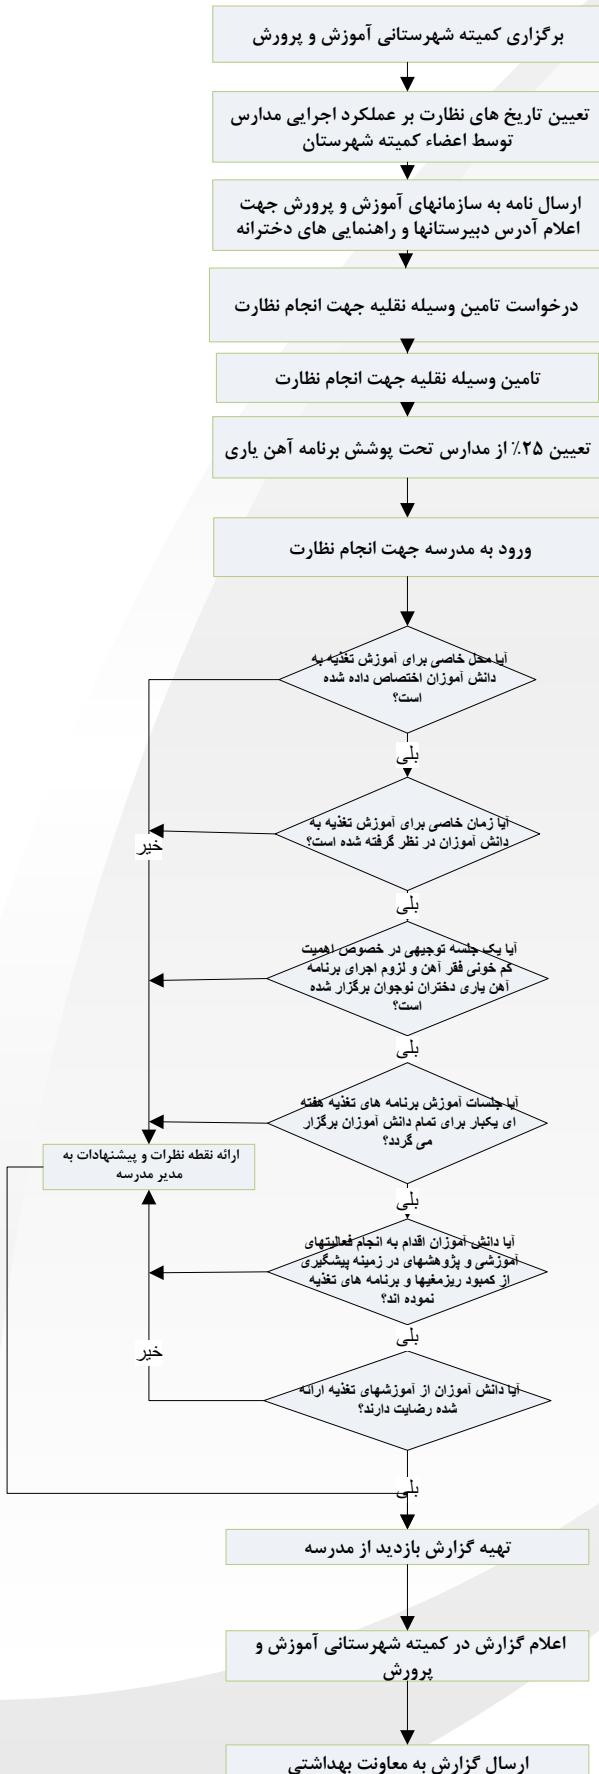 برگزاری کمیته شهرستانی آموزش و پرورش
تعیین تاریخ های نظارت بر عملکرد اجرایی مدارس
توسط اعضاء کمیته شهرستان
ارسال نامه به سازمانهای آموزش و پرورش جهت
اعلام آدرس دبیرستانها و راهنمایی های دخترانه
درخواست تامین وسیله نقلیه جهت انجام نظارت
تامین وسیله نقلیه جهت انجام نظارت
تعیین ۲۵٪ از مدارس تحت پوشش برنامه آهن یاری
ورود به مدرسه جهت انجام نظارت
آیا محل خاصی برای آموزش تغذیه به
دانش آموزان اختصاص داده شده
است؟
بلی
آیا زمان خاصی برای آموزش تغذیه به
دانش آموزان در نظر گرفته شده است؟
خیر
بلی
آیا یک جلسه توجیهی در خصوص اهمیت
کم خونی فقر آهن و لزوم اجرای برنامه
آهن یاری دختران نوجوان برگزار شده
است؟
بلی
آیا جلسات آموزش برنامه های تغذیه هفته
ای یکبار برای تمام دانش آموزان برگزار
می گردد؟
ارائه نقطه نظرات و پیشنهادات به
مدیر مدرسه
بلی
آیا دانش آموزان اقدام به انجام فعالیتهای
آموزشی و پژوهشهای در زمینه پیشگیری
از کمبود ریزمغیها و برنامه های تغذیه
نموده اند؟
بلی
خیر
آیا دانش آموزان از آموزشهای تغذیه ارائه
شده رضایت دارند؟
بلی
تهیه گزارش بازدید از مدرسه
اعلام گزارش در کمیته شهرستانی آموزش و
پرورش
ارسال گزارش به معاونت بهداشتی